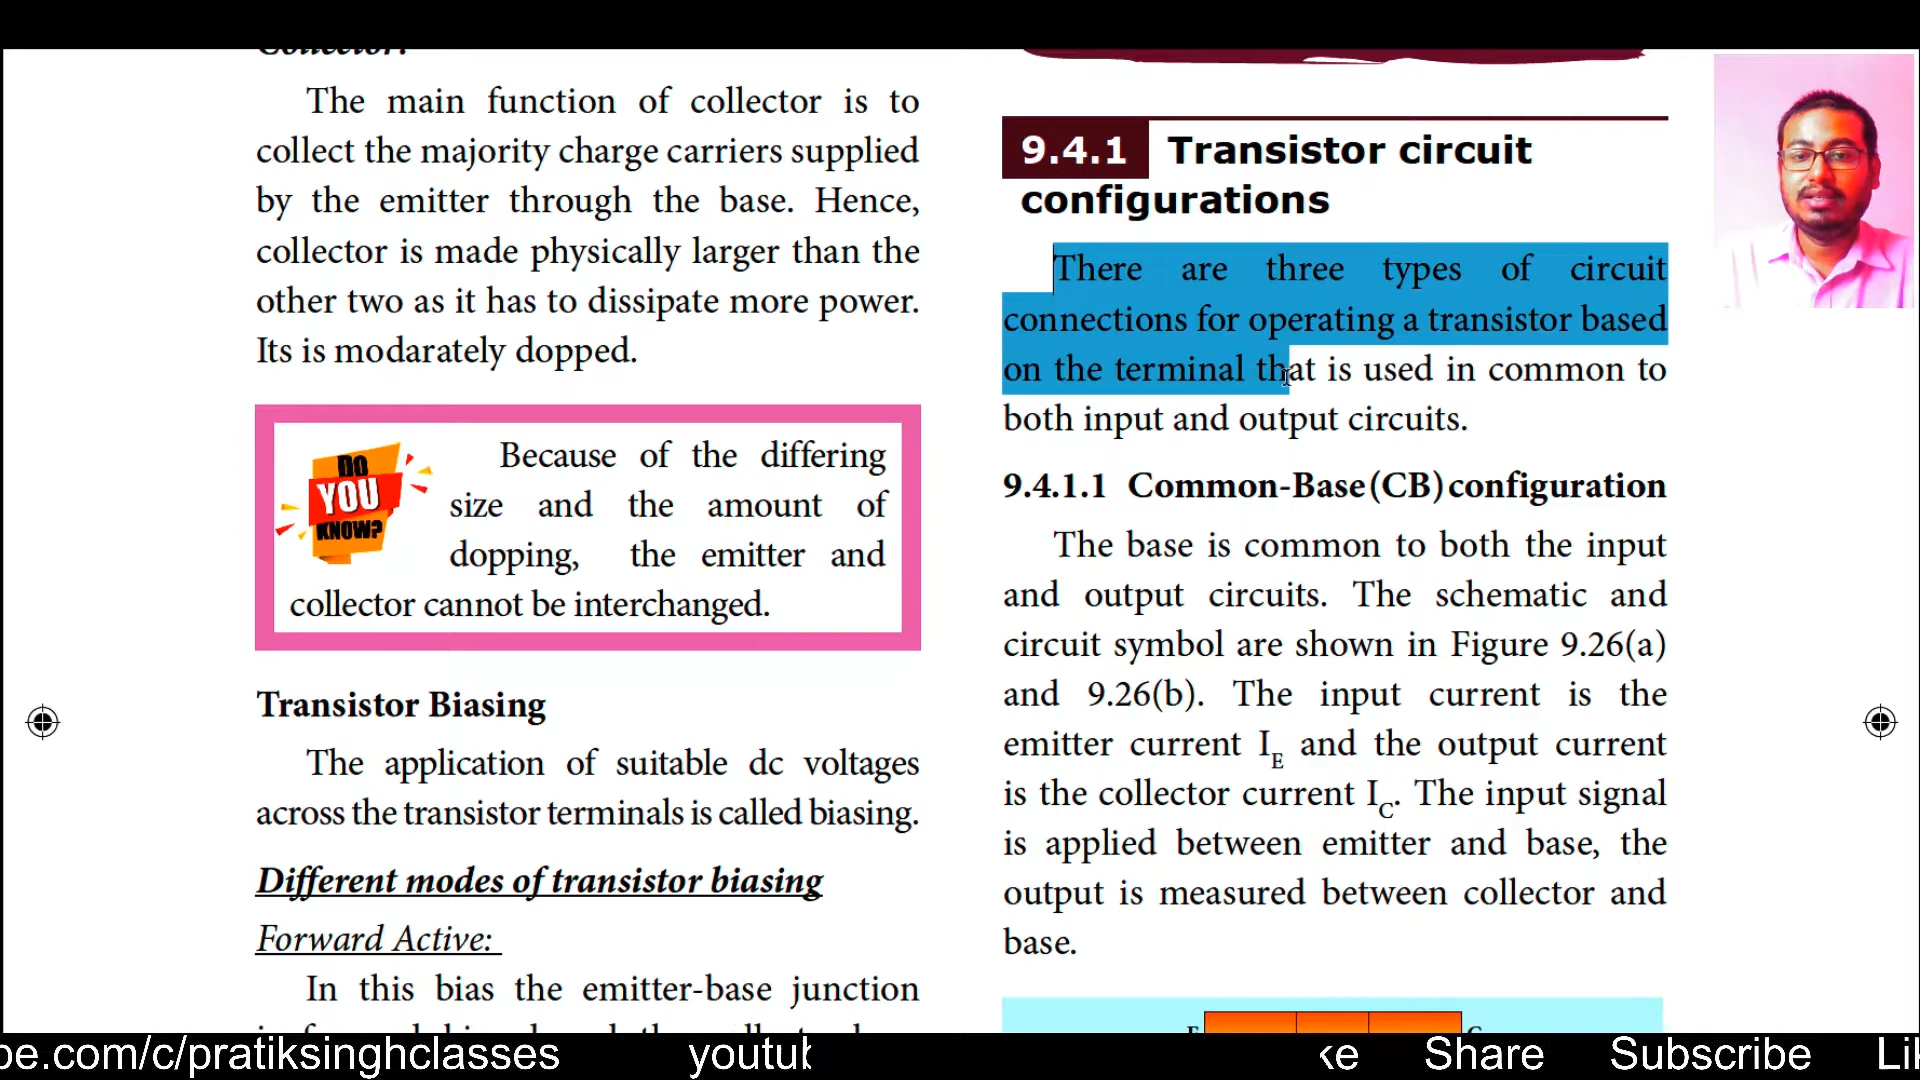 Collector:
The main function of collector is to
collect the majority charge carriers supplied
by the emitter through the base. Hence,
collector is made physically larger than the
other two as it has to dissipate more power.
Its is modarately dopped.
DO
YOU
KNOW?
Because of the differing
size and the amount of
dopping, the emitter and
collector cannot be interchanged.
Transistor Biasing
The application of suitable dc voltages
across the transistor terminals is called biasing.
Different modes of transistor biasing
Forward Active:
In this bias the emitter-base junction
9.4.1 Transistor circuit
configurations
There are three types of circuit
connections for operating a transistor based
on the terminal that is used in common to
both input and output circuits.
9.4.1.1 Common-Base (CB) configuration
The base is common to both the input
and output circuits. The schematic and
circuit symbol are shown in Figure 9.26(a)
and 9.26(b). The input current is the
emitter current I_E and the output current
is the collector current I_C. The input signal
is applied between emitter and base, the
output is measured between collector and
base.
E C
be.com/c/pratiksinghclasses youtu ke Share Subscribe Li